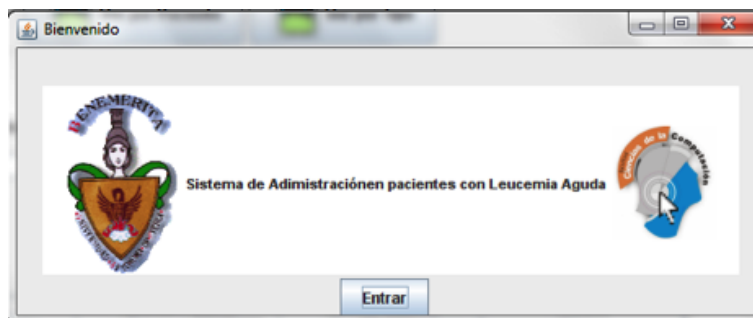 Bienvenido
BENEMERITA
Sistema de Adimistraciónen pacientes con Leucemia Aguda
Ciencias de la Computación
Entrar